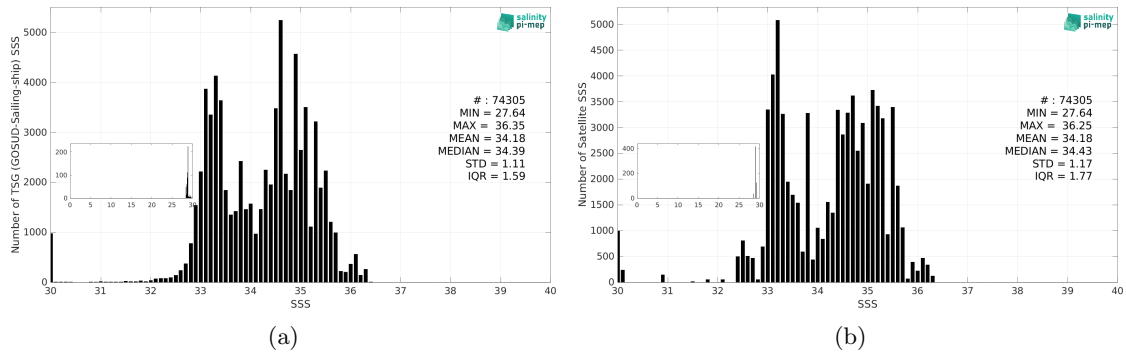 salinity
pi-mep
Number of TSG (GOSUD-Sailing-ship) SSS
5000
4000
3000
2000
1000
0
# : 74305
MIN = 27.64
MAX = 36.35
MEAN = 34.18
MEDIAN = 34.39
STD = 1.11
IQR = 1.59
200
100
0
0 5 10 15 20 25 30
30 31 32 33 34 35 36 37 38 39 40
SSS
(a)
salinity
pi-mep
Number of Satellite SSS
5000
4500
4000
3500
3000
2500
2000
1500
1000
500
0
# : 74305
MIN = 27.64
MAX = 36.25
MEAN = 34.18
MEDIAN = 34.43
STD = 1.17
IQR = 1.77
400
200
0
0 5 10 15 20 25 30
30 31 32 33 34 35 36 37 38 39 40
SSS
(b)